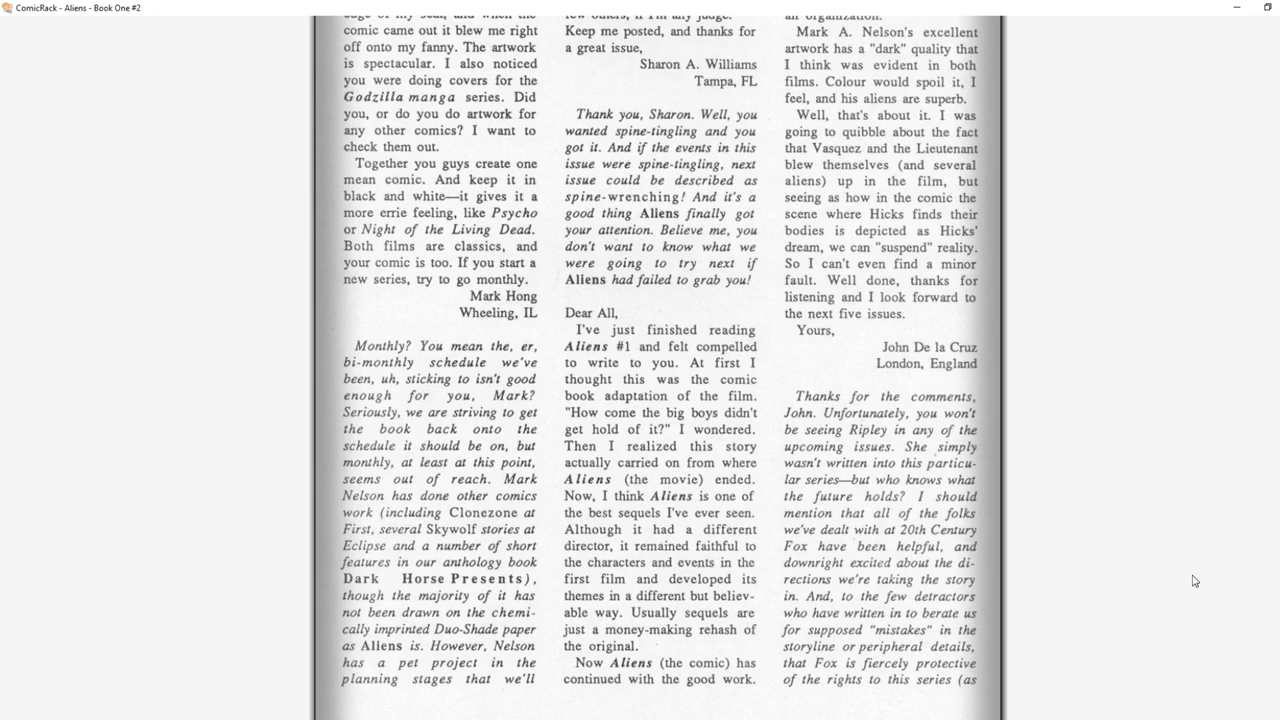 ComicRack - Aliens - Book One #2
edge of my seat, and when the
comic came out it blew me right
off onto my fanny. The artwork
is spectacular. I also noticed
you were doing covers for the
Godzilla manga series. Did
you, or do you do artwork for
any other comics? I want to
check them out.
Together you guys create one
mean comic. And keep it in
black and white—it gives it a
more errie feeling, like Psycho
or Night of the Living Dead.
Both films are classics, and
your comic is too. If you start a
new series, try to go monthly.
Mark Hong
Wheeling, IL
Monthly? You mean the, er,
bi-monthly schedule we've
been, uh, sticking to isn't good
enough for you, Mark?
Seriously, we are striving to get
the book back onto the
schedule it should be on, but
monthly, at least at this point,
seems out of reach. Mark
Nelson has done other comics
work (including Clonezone at
First, several Skywolf stories at
Eclipse and a number of short
features in our anthology book
Dark Horse Presents),
though the majority of it has
not been drawn on the chemi-
cally imprinted Duo-Shade paper
as Aliens is. However, Nelson
has a pet project in the
planning stages that we'll
few others, if I'm any judge.
Keep me posted, and thanks for
a great issue,
Sharon A. Williams
Tampa, FL
Thank you, Sharon. Well, you
wanted spine-tingling and you
got it. And if the events in this
issue were spine-tingling, next
issue could be described as
spine-wrenching! And it's a
good thing Aliens finally got
your attention. Believe me, you
don't want to know what we
were going to try next if
Aliens had failed to grab you!
Dear All,
I've just finished reading
Aliens #1 and felt compelled
to write to you. At first I
thought this was the comic
book adaptation of the film.
"How come the big boys didn't
get hold of it?" I wondered.
Then I realized this story
actually carried on from where
Aliens (the movie) ended.
Now, I think Aliens is one of
the best sequels I've ever seen.
Although it had a different
director, it remained faithful to
the characters and events in the
first film and developed its
themes in a different but believ-
able way. Usually sequels are
just a money-making rehash of
the original.
Now Aliens (the comic) has
continued with the good work.
an organization.
Mark A. Nelson's excellent
artwork has a "dark" quality that
I think was evident in both
films. Colour would spoil it, I
feel, and his aliens are superb.
Well, that's about it. I was
going to quibble about the fact
that Vasquez and the Lieutenant
blew themselves (and several
aliens) up in the film, but
seeing as how in the comic the
scene where Hicks finds their
bodies is depicted as Hicks'
dream, we can "suspend" reality.
So I can't even find a minor
fault. Well done, thanks for
listening and I look forward to
the next five issues.
Yours,
John De la Cruz
London, England
Thanks for the comments,
John. Unfortunately, you won't
be seeing Ripley in any of the
upcoming issues. She simply
wasn't written into this particu-
lar series—but who knows what
the future holds? I should
mention that all of the folks
we've dealt with at 20th Century
Fox have been helpful, and
downright excited about the di-
rections we're taking the story
in. And, to the few detractors
who have written in to berate us
for supposed "mistakes" in the
storyline or peripheral details,
that Fox is fiercely protective
of the rights to this series (as